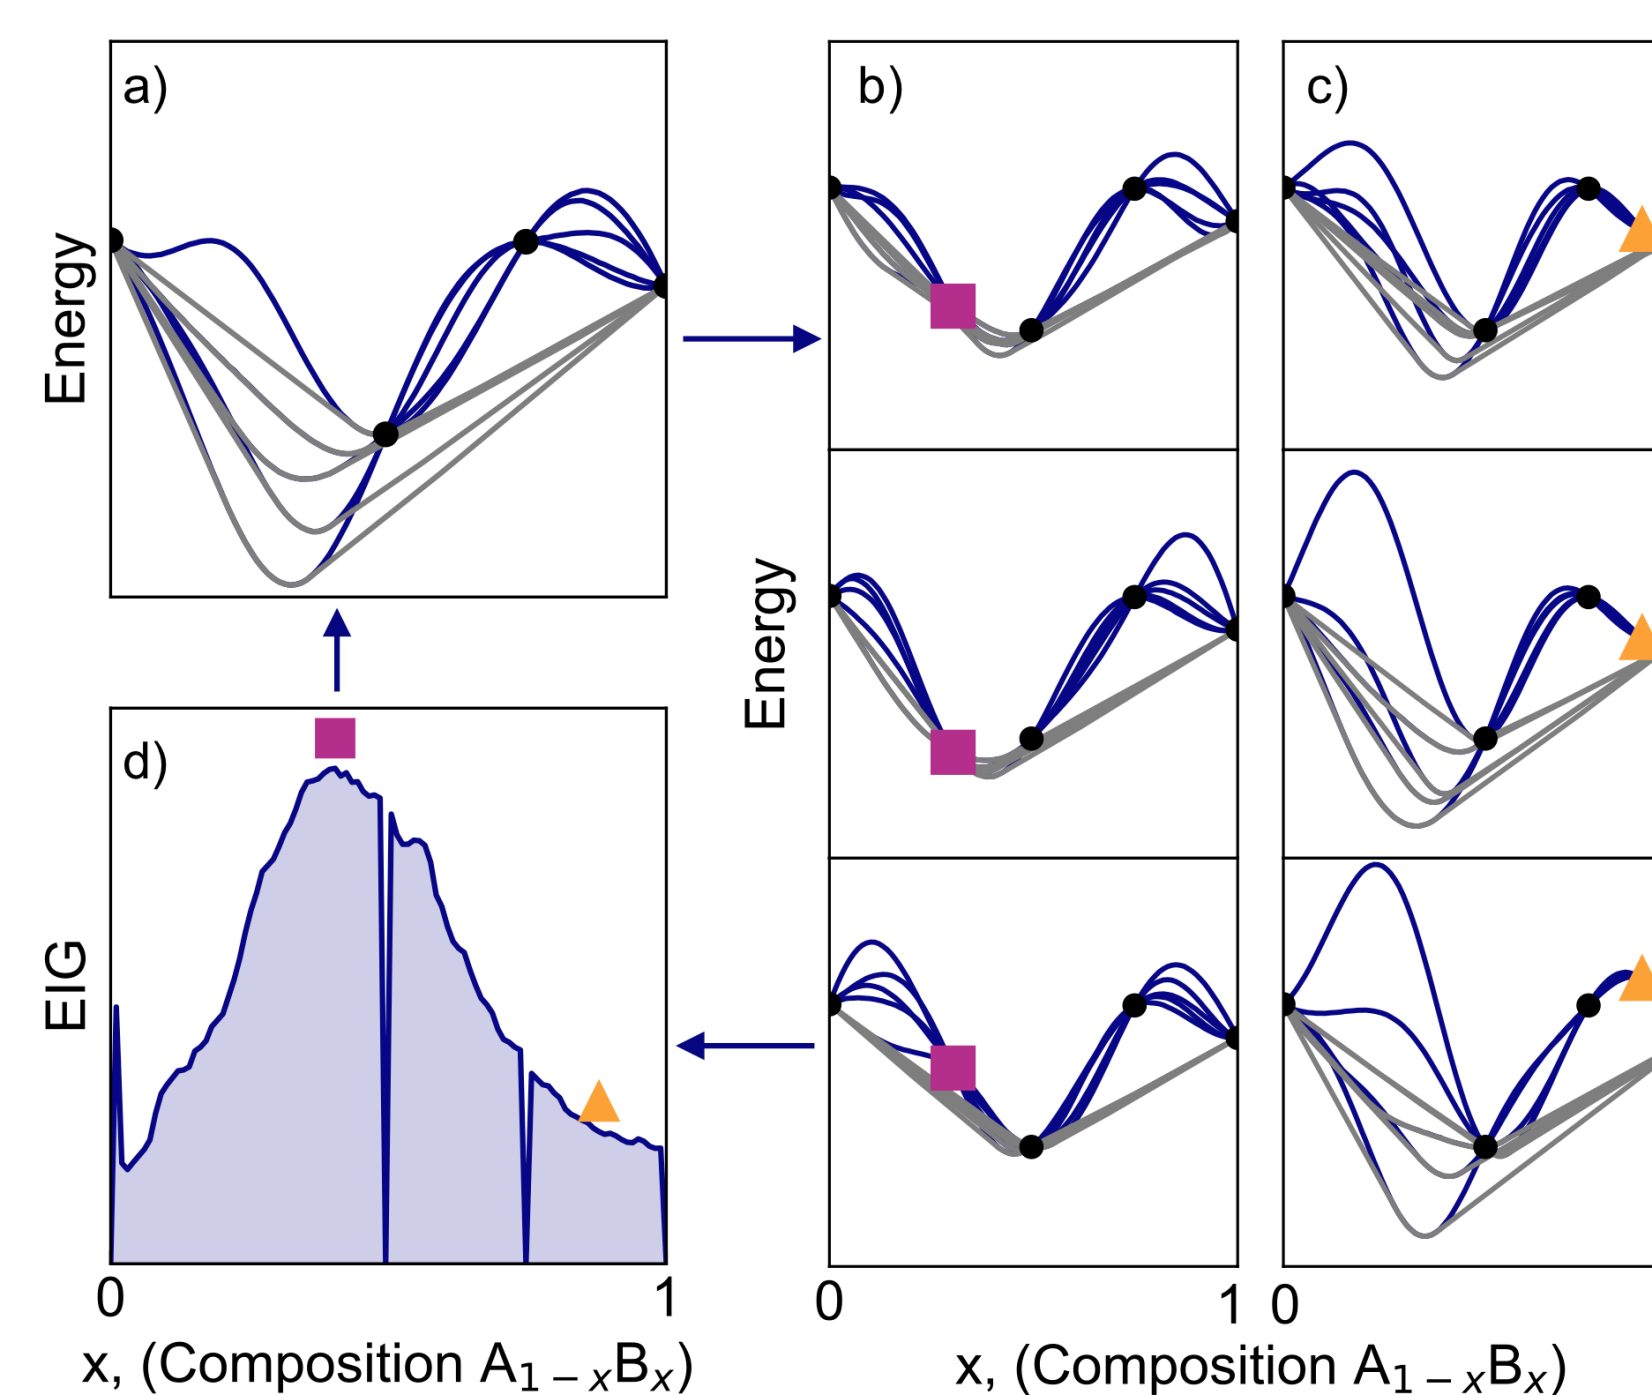 a)
b)
c)
Energy
Energy
d)
EIG
0
1
0
1
0
x, (Composition A₁₋ₓBₓ)
x, (Composition A₁₋ₓBₓ)